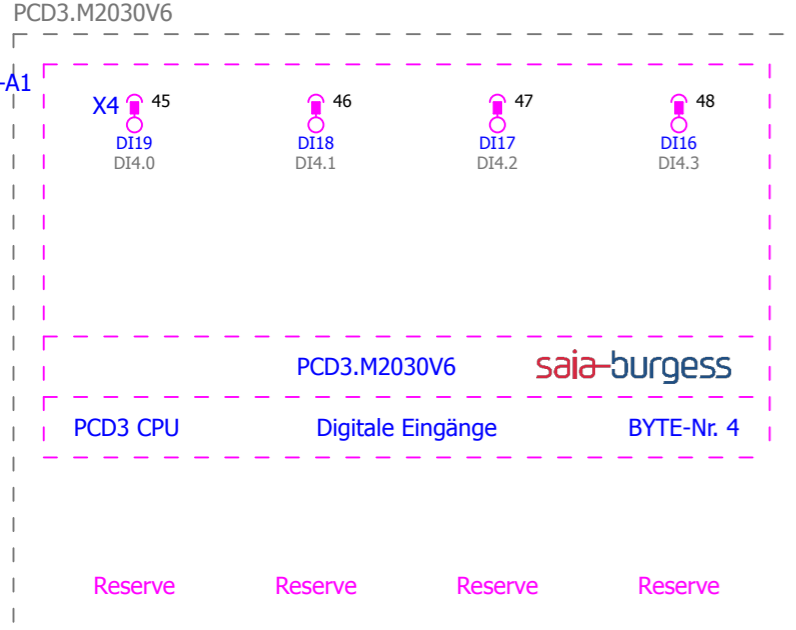 PCD3.M2030V6
-A1
X4 45 46 47 48
DI19 DI18 DI17 DI16
DI4.0 DI4.1 DI4.2 DI4.3
PCD3.M2030V6 saia-burgess
PCD3 CPU Digitale Eingänge BYTE-Nr. 4
Reserve Reserve Reserve Reserve